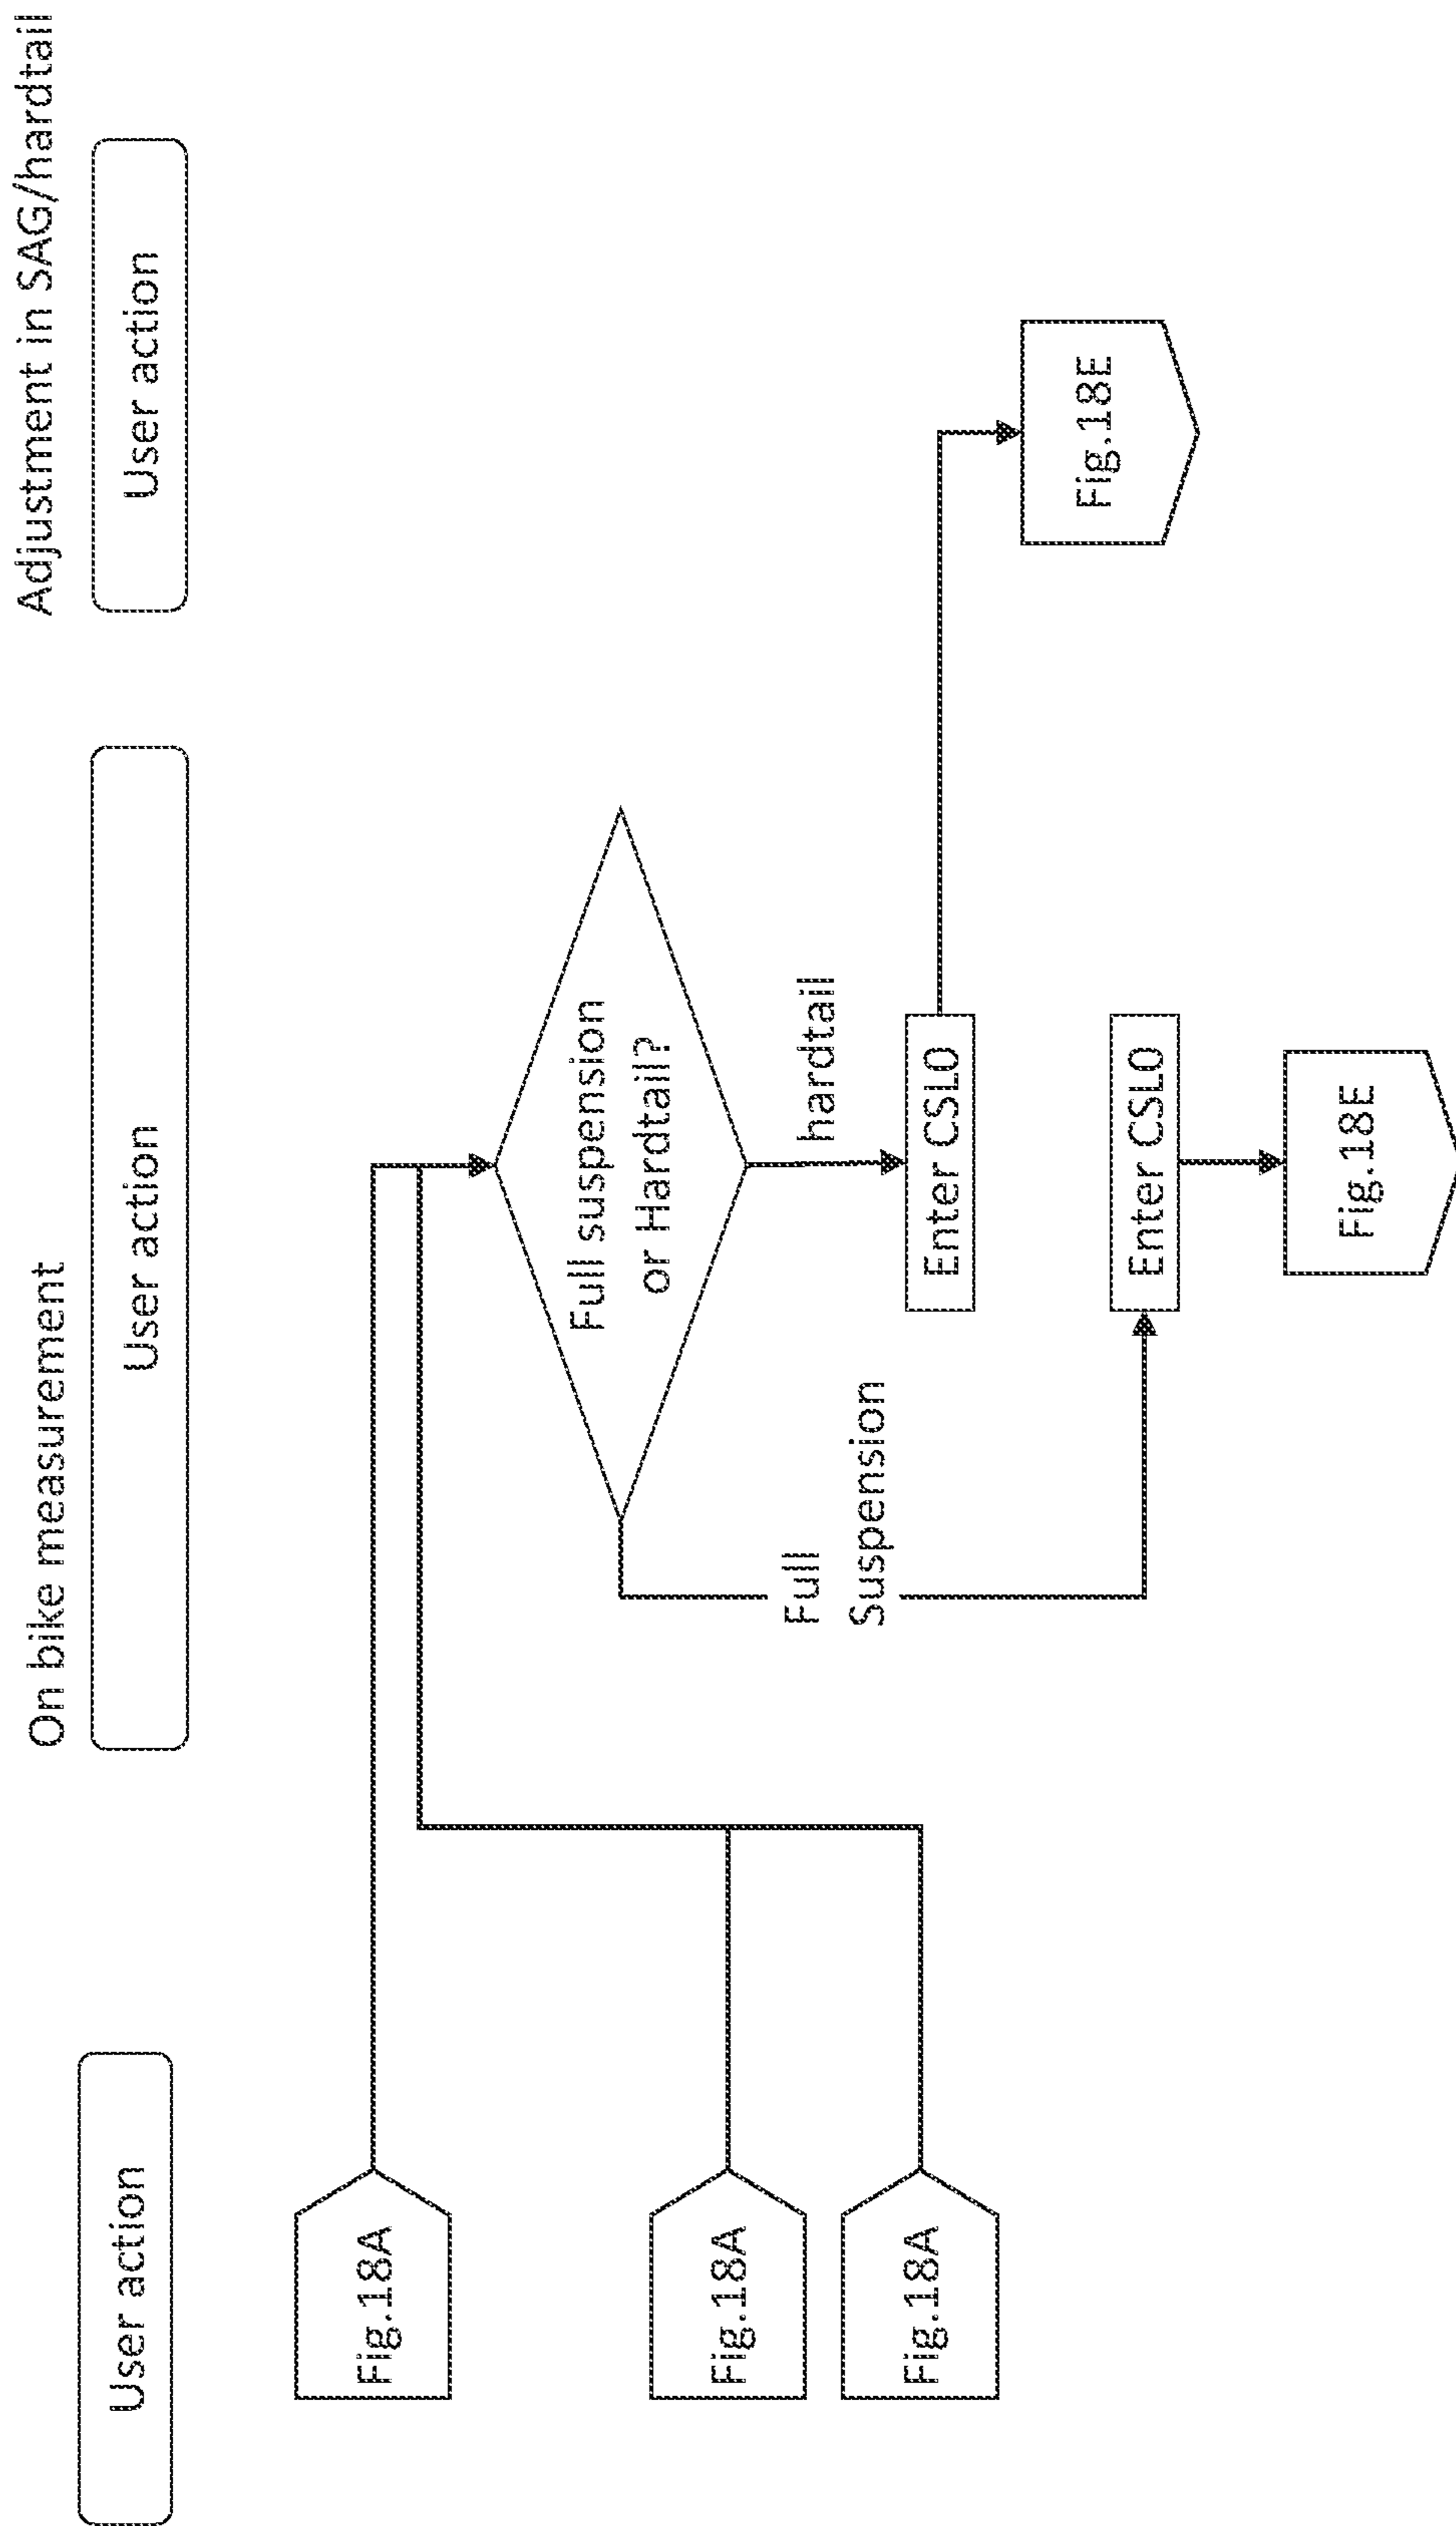 On bike measurement
Adjustment in SAG/hardtail
User action
User action
User action
Fig.18A
Full suspension
or Hardtail?
Fig.18A
Full
Suspension
hardtail
Fig.18A
Enter CSL0
Fig.18E
Enter CSL0
Fig.18E